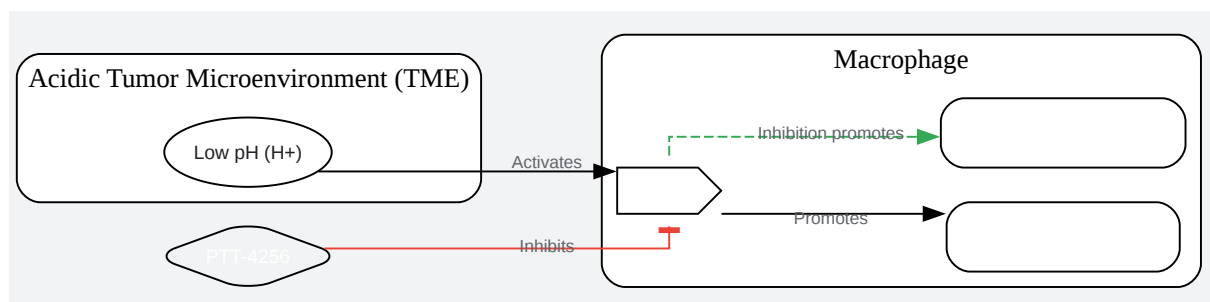 Acidic Tumor Microenvironment (TME)
Low pH (H+)
Macrophage
Activates
Inhibition promotes
Promotes
PTT-4256
Inhibits